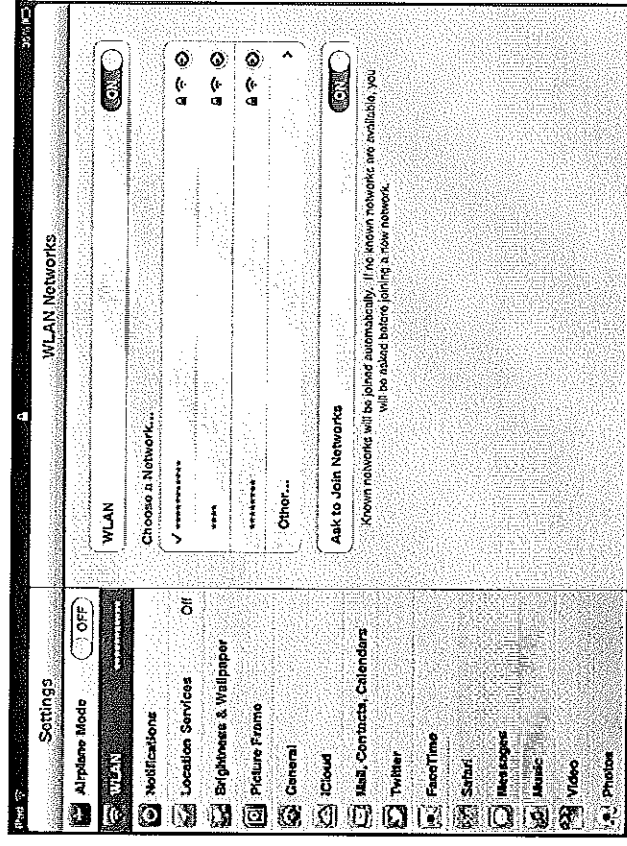 iPad
35%
Settings
WLAN Networks
Airplane Mode
OFF
WLAN
***********
Notifications
Location Services
Off
Brightness & Wallpaper
Picture Frame
General
iCloud
Mail, Contacts, Calendars
Twitter
FaceTime
Safari
Messages
Music
Video
Photos
WLAN
ON
Choose a Network...
✓ ***********
****
********
Other...
Ask to Join Networks
ON
Known networks will be joined automatically. If no known networks are available, you
will be asked before joining a new network.